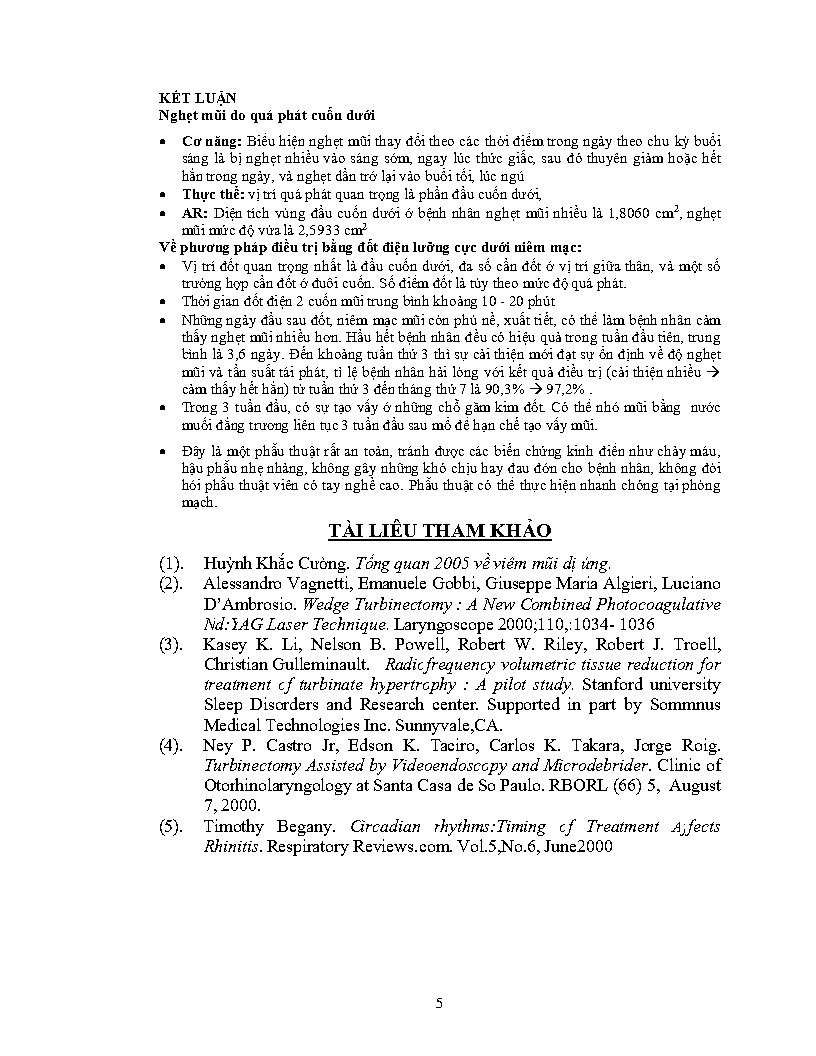 KẾT LUẬN
Nghẹt mũi do quá phát cuốn dưới
• Cơ năng: Biểu hiện nghẹt mũi thay đổi theo các thời điểm trong ngày theo chu kỳ buổi
sáng là bị nghẹt nhiều vào sáng sớm, ngay lúc thức giấc, sau đó thuyên giảm hoặc hết
hẳn trong ngày, và nghẹt dần trở lại vào buổi tối, lúc ngủ
• Thực thể: vị trí quá phát quan trọng là phần đầu cuốn dưới,
• AR: Diện tích vùng đầu cuốn dưới ở bệnh nhân nghẹt mũi nhiều là 1,8060 cm², nghẹt
mũi mức độ vừa là 2,5933 cm²
Về phương pháp điều trị bằng đốt điện lưỡng cực dưới niêm mạc:
• Vị trí đốt quan trọng nhất là đầu cuốn dưới, đa số cần đốt ở vị trí giữa thân, và một số
trường hợp cần đốt ở đuôi cuốn. Số điểm đốt là tùy theo mức độ quá phát.
• Thời gian đốt điện 2 cuốn mũi trung bình khoảng 10 - 20 phút
• Những ngày đầu sau đốt, niêm mạc mũi còn phù nề, xuất tiết, có thể làm bệnh nhân cảm
thấy nghẹt mũi nhiều hơn. Hầu hết bệnh nhân đều có hiệu quả trong tuần đầu tiên, trung
bình là 3,6 ngày. Đến khoảng tuần thứ 3 thì sự cải thiện mới đạt sự ổn định về độ nghẹt
mũi và tần suất tái phát, tỉ lệ bệnh nhân hài lòng với kết quả điều trị (cải thiện nhiều →
cảm thấy hết hẳn) từ tuần thứ 3 đến tháng thứ 7 là 90,3% → 97,2% .
• Trong 3 tuần đầu, có sự tạo vẩy ở những chỗ găm kim đốt. Có thể nhỏ mũi bằng nước
muối đẳng trương liên tục 3 tuần đầu sau mổ để hạn chế tạo vẩy mũi.
• Đây là một phẫu thuật rất an toàn, tránh được các biến chứng kinh điển như chảy máu,
hậu phẫu nhẹ nhàng, không gây những khó chịu hay đau đớn cho bệnh nhân, không đòi
hỏi phẫu thuật viên có tay nghề cao. Phẫu thuật có thể thực hiện nhanh chóng tại phòng
mạch.
TÀI LIỆU THAM KHẢO
(1). Huỳnh Khắc Cường. Tổng quan 2005 về viêm mũi dị ứng.
(2). Alessandro Vagnetti, Emanuele Gobbi, Giuseppe Maria Algieri, Luciano
D’Ambrosio. Wedge Turbinectomy : A New Combined Photocoagulative
Nd:YAG Laser Technique. Laryngoscope 2000;110,:1034- 1036
(3). Kasey K. Li, Nelson B. Powell, Robert W. Riley, Robert J. Troell,
Christian Gulleminault. Radiofrequency volumetric tissue reduction for
treatment of turbinate hypertrophy : A pilot study. Stanford university
Sleep Disorders and Research center. Supported in part by Sommnus
Medical Technologies Inc. Sunnyvale,CA.
(4). Ney P. Castro Jr, Edson K. Taciro, Carlos K. Takara, Jorge Roig.
Turbinectomy Assisted by Videoendoscopy and Microdebrider. Clinic of
Otorhinolaryngology at Santa Casa de So Paulo. RBORL (66) 5, August
7, 2000.
(5). Timothy Begany. Circadian rhythms:Timing of Treatment Affects
Rhinitis. Respiratory Reviews.com. Vol.5,No.6, June2000
5